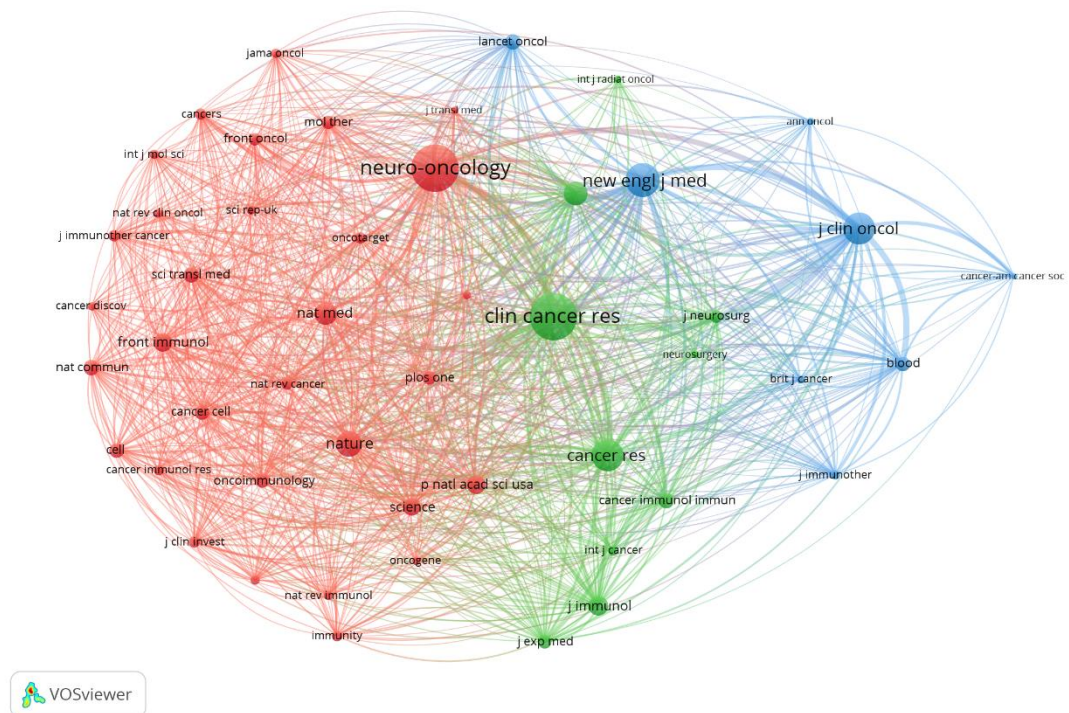 lancet oncol
jama oncol
int j radiat oncol
j transl med
cancers
mol ther
ann oncol
front oncol
int j mol sci
neuro-oncology
new engl j med
nat rev clin oncol
sci rep-uk
j clin oncol
j immunother cancer
oncotarget
sci transl med
cancer-am cancer soc
cancer discov
nat med
clin cancer res
j neurosurg
front immunol
neurosurgery
nat commun
blood
nat rev cancer
plos one
brit j cancer
cancer cell
nature
cell
cancer res
cancer immunol res
oncoimmunology
p natl acad sci usa
j immunother
science
cancer immunol immun
j clin invest
int j cancer
oncogene
nat rev immunol
j immunol
immunity
j exp med
VOSviewer